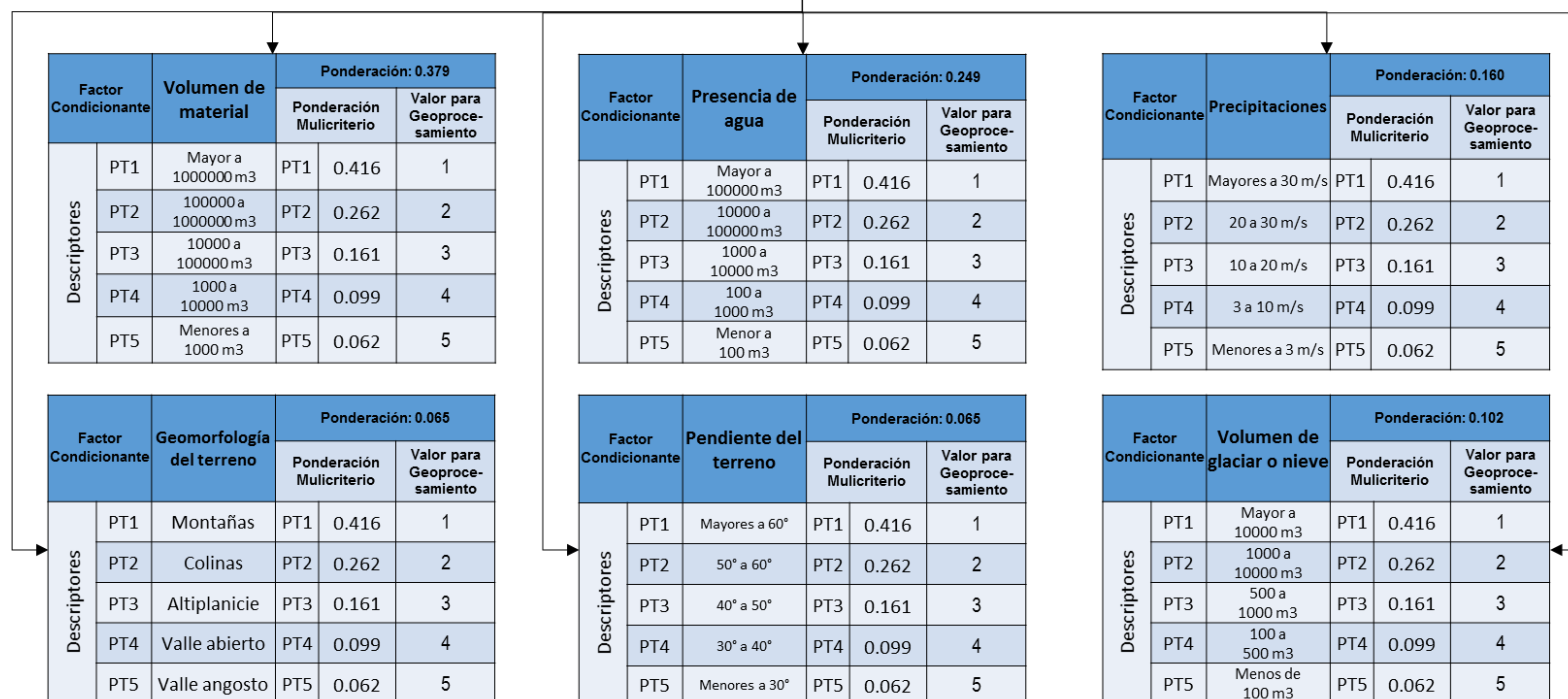 Factor
Condicionante
Volumen de
material
Ponderación: 0.379
Ponderación
Mulicriterio
Valor para
Geoproce-
samiento
Descriptores
PT1 Mayor a
1000000 m3 PT1 0.416 1
PT2 100000 a
1000000 m3 PT2 0.262 2
PT3 10000 a
100000 m3 PT3 0.161 3
PT4 1000 a
10000 m3 PT4 0.099 4
PT5 Menores a
1000 m3 PT5 0.062 5
Factor
Condicionante
Presencia de
agua
Ponderación: 0.249
Ponderación
Mulicriterio
Valor para
Geoproce-
samiento
Descriptores
PT1 Mayor a
100000 m3 PT1 0.416 1
PT2 10000 a
100000 m3 PT2 0.262 2
PT3 1000 a
10000 m3 PT3 0.161 3
PT4 100 a
1000 m3 PT4 0.099 4
PT5 Menor a
100 m3 PT5 0.062 5
Factor
Condicionante
Precipitaciones
Ponderación: 0.160
Ponderación
Mulicriterio
Valor para
Geoproce-
samiento
Descriptores
PT1 Mayores a 30 m/s PT1 0.416 1
PT2 20 a 30 m/s PT2 0.262 2
PT3 10 a 20 m/s PT3 0.161 3
PT4 3 a 10 m/s PT4 0.099 4
PT5 Menores a 3 m/s PT5 0.062 5
Factor
Condicionante
Geomorfología
del terreno
Ponderación: 0.065
Ponderación
Mulicriterio
Valor para
Geoproce-
samiento
Descriptores
PT1 Montañas PT1 0.416 1
PT2 Colinas PT2 0.262 2
PT3 Altiplanicie PT3 0.161 3
PT4 Valle abierto PT4 0.099 4
PT5 Valle angosto PT5 0.062 5
Factor
Condicionante
Pendiente del
terreno
Ponderación: 0.065
Ponderación
Mulicriterio
Valor para
Geoproce-
samiento
Descriptores
PT1 Mayores a 60° PT1 0.416 1
PT2 50° a 60° PT2 0.262 2
PT3 40° a 50° PT3 0.161 3
PT4 30° a 40° PT4 0.099 4
PT5 Menores a 30° PT5 0.062 5
Factor
Condicionante
Volumen de
glaciar o nieve
Ponderación: 0.102
Ponderación
Mulicriterio
Valor para
Geoproce-
samiento
Descriptores
PT1 Mayor a
10000 m3 PT1 0.416 1
PT2 1000 a
10000 m3 PT2 0.262 2
PT3 500 a
1000 m3 PT3 0.161 3
PT4 100 a
500 m3 PT4 0.099 4
PT5 Menos de
100 m3 PT5 0.062 5